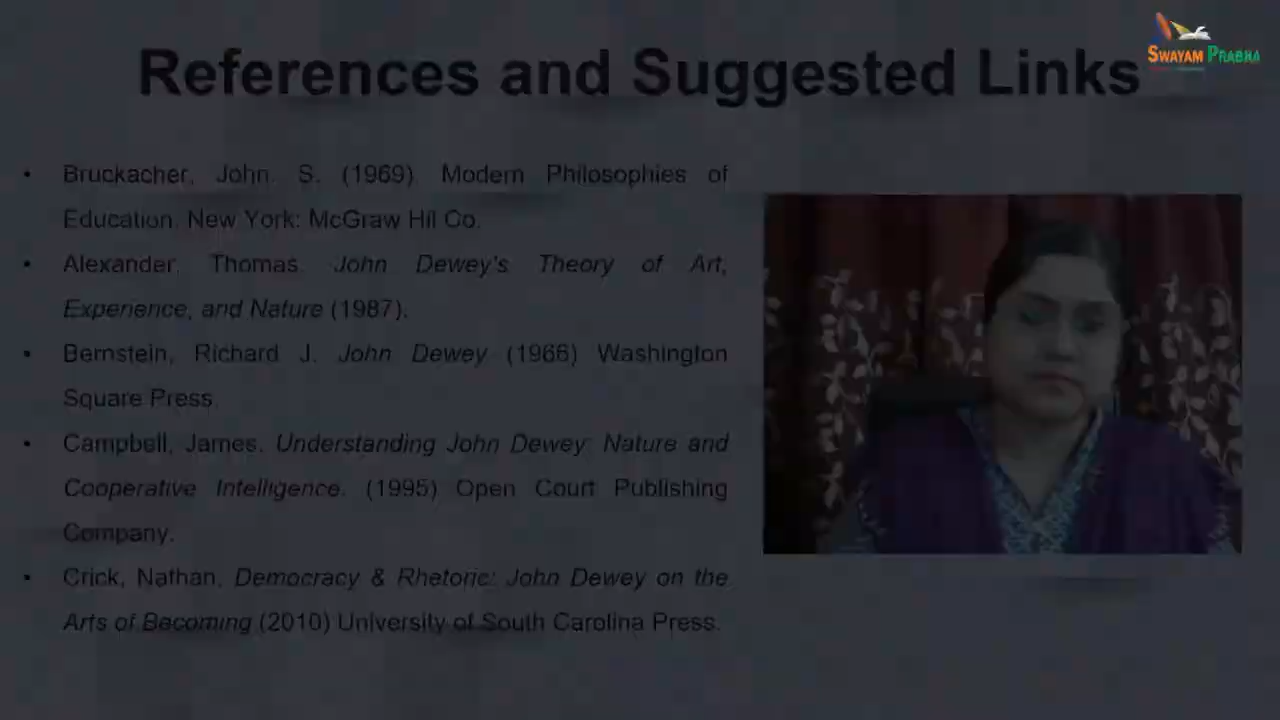 References and Suggested Links
SWAYAM PRABHA
• Bruckacher, John. S. (1969) Modern Philosophies of
Education. New York: McGraw Hil Co.
• Alexander, Thomas. John Dewey's Theory of Art,
Experience, and Nature (1987).
• Bernstein, Richard J. John Dewey (1966) Washington
Square Press.
• Campbell, James. Understanding John Dewey: Nature and
Cooperative Intelligence. (1995) Open Court Publishing
Company.
• Crick, Nathan. Democracy & Rhetoric: John Dewey on the
Arts of Becoming (2010) University of South Carolina Press.